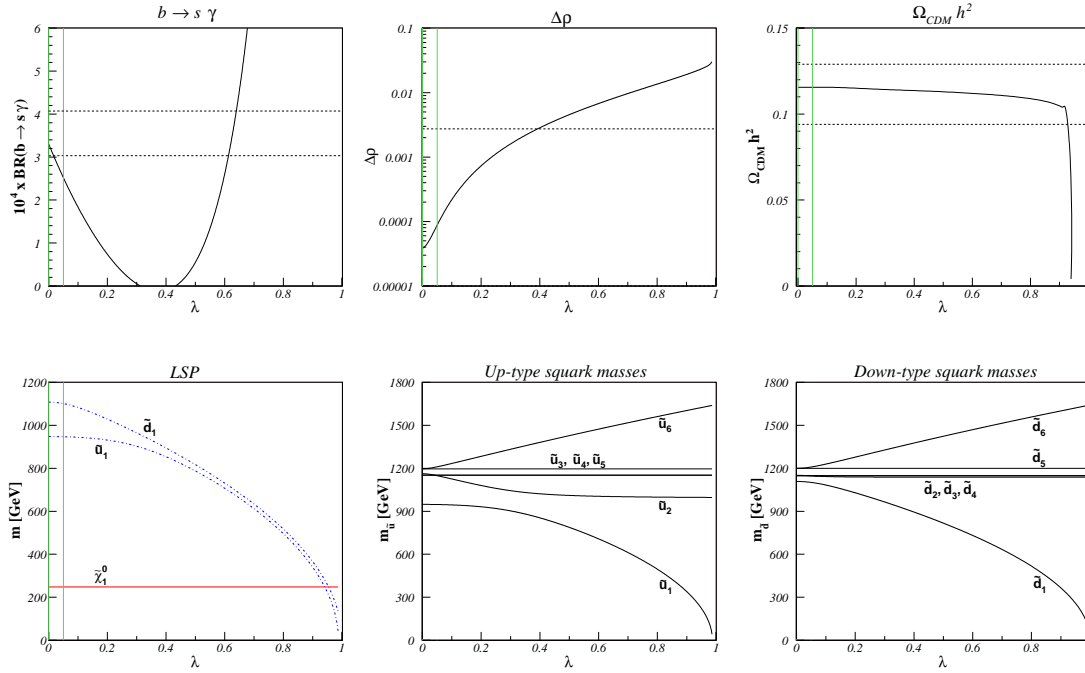 b → s γ
6
5
4
3
2
1
0
0 0.2 0.4 0.6 0.8 1
10⁴ x BR(b → s γ)
λ
Δρ
0.1
0.01
0.001
0.0001
0.00001
0 0.2 0.4 0.6 0.8 1
Δρ
λ
Ω_CDM h²
0.15
0.1
0.05
0
0 0.2 0.4 0.6 0.8 1
Ω_CDM h²
λ
LSP
1200
1000
800
600
400
200
0
0 0.2 0.4 0.6 0.8 1
m [GeV]
λ
d̃₁
ũ₁
χ̃₁⁰
Up-type squark masses
1800
1500
1200
900
600
300
0
0 0.2 0.4 0.6 0.8 1
m_ũ [GeV]
λ
ũ₆
ũ₃, ũ₄, ũ₅
ũ₂
ũ₁
Down-type squark masses
1800
1500
1200
900
600
300
0
0 0.2 0.4 0.6 0.8
m_d̃ [GeV]
λ
d̃₆
d̃₅
d̃₂, d̃₃, d̃₄
d̃₁